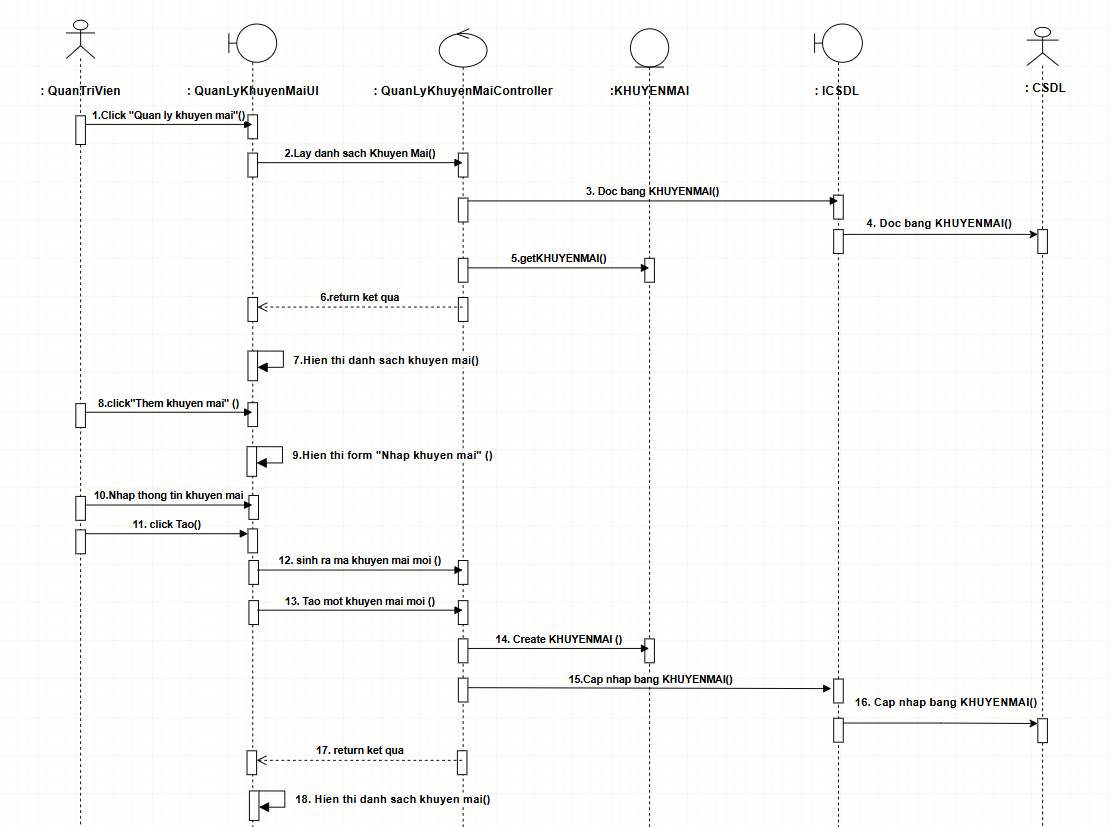 : QuanTriVien
: QuanLyKhuyenMaiUI
: QuanLyKhuyenMaiController
:KHUYENMAI
: ICSDL
: CSDL
1.Click "Quan ly khuyen mai"()
2.Lay danh sach Khuyen Mai()
3. Doc bang KHUYENMAI()
4. Doc bang KHUYENMAI()
5.getKHUYENMAI()
6.return ket qua
7.Hien thi danh sach khuyen mai()
8.click"Them khuyen mai" ()
9.Hien thi form "Nhap khuyen mai" ()
10.Nhap thong tin khuyen mai
11. click Tao()
12. sinh ra ma khuyen mai moi ()
13. Tao mot khuyen mai moi ()
14. Create KHUYENMAI ()
15.Cap nhap bang KHUYENMAI()
16. Cap nhap bang KHUYENMAI()
17. return ket qua
18. Hien thi danh sach khuyen mai()